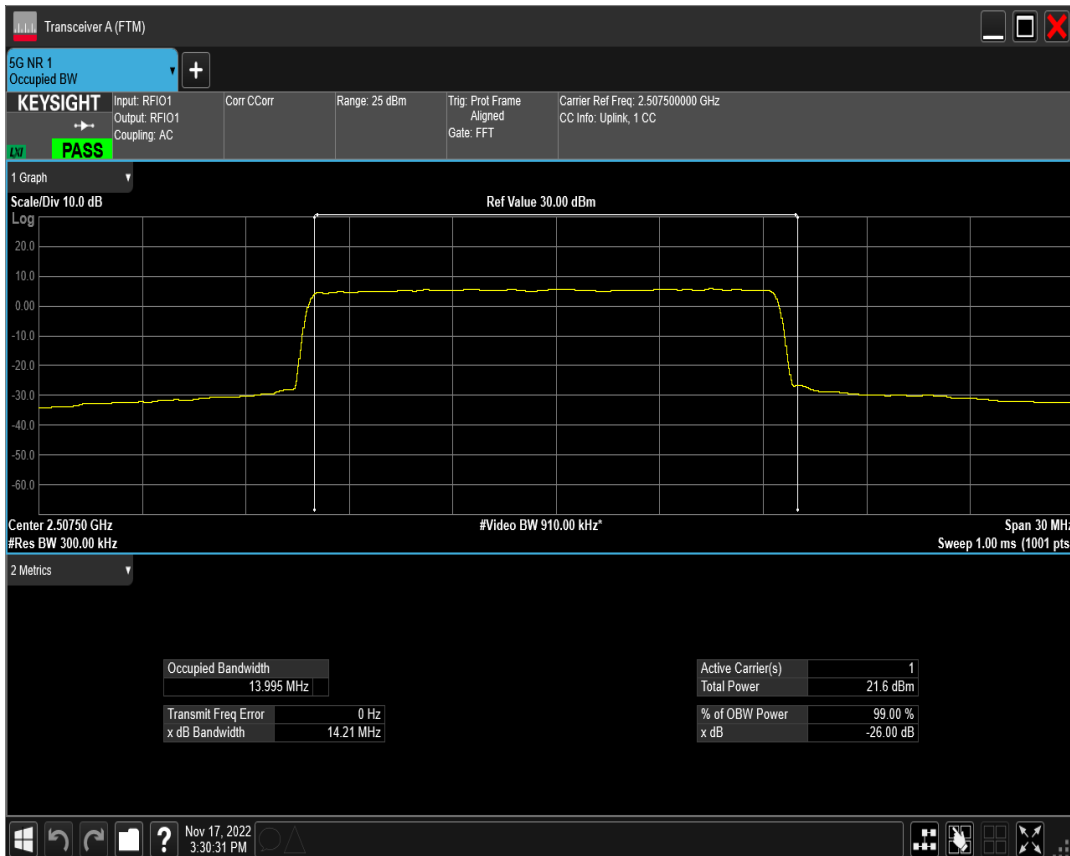 Transceiver A (FTM)
5G NR 1
Occupied BW
+
KEYSIGHT
LXI
PASS
Input: RFIO1
Output: RFIO1
Coupling: AC
Corr CCorr
Range: 25 dBm
Trig: Prot Frame
Aligned
Gate: FFT
Carrier Ref Freq: 2.507500000 GHz
CC Info: Uplink, 1 CC
1 Graph
Scale/Div 10.0 dB
Ref Value 30.00 dBm
Log
20.0
10.0
0.00
-10.0
-20.0
-30.0
-40.0
-50.0
-60.0
Center 2.50750 GHz
#Video BW 910.00 kHz*
Span 30 MHz
#Res BW 300.00 kHz
Sweep 1.00 ms (1001 pts
2 Metrics
Occupied Bandwidth
13.995 MHz
Transmit Freq Error 0 Hz
x dB Bandwidth 14.21 MHz
Active Carrier(s) 1
Total Power 21.6 dBm
% of OBW Power 99.00 %
x dB -26.00 dB
?
Nov 17, 2022
3:30:31 PM